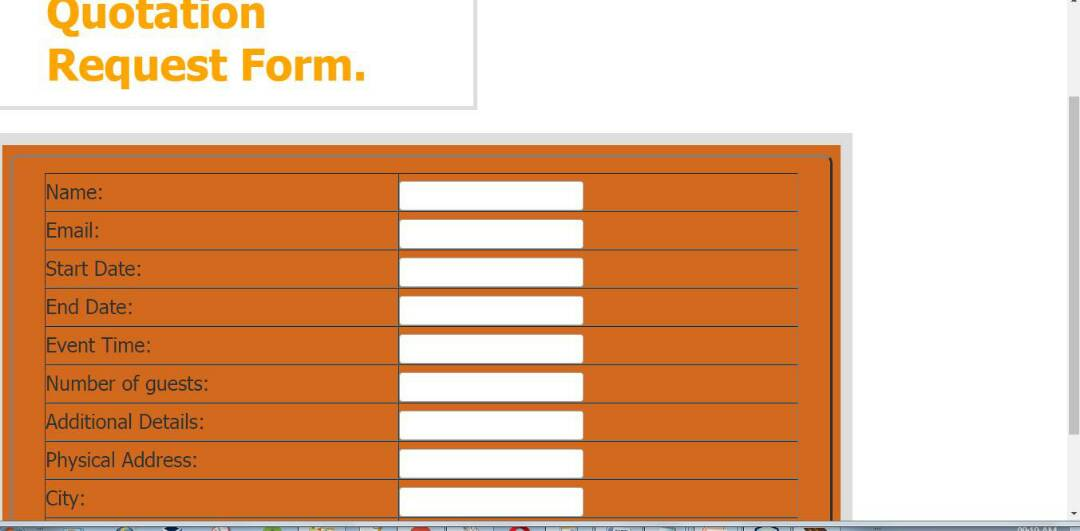 Quotation
Request Form.
Name:
Email:
Start Date:
End Date:
Event Time:
Number of guests:
Additional Details:
Physical Address:
City: